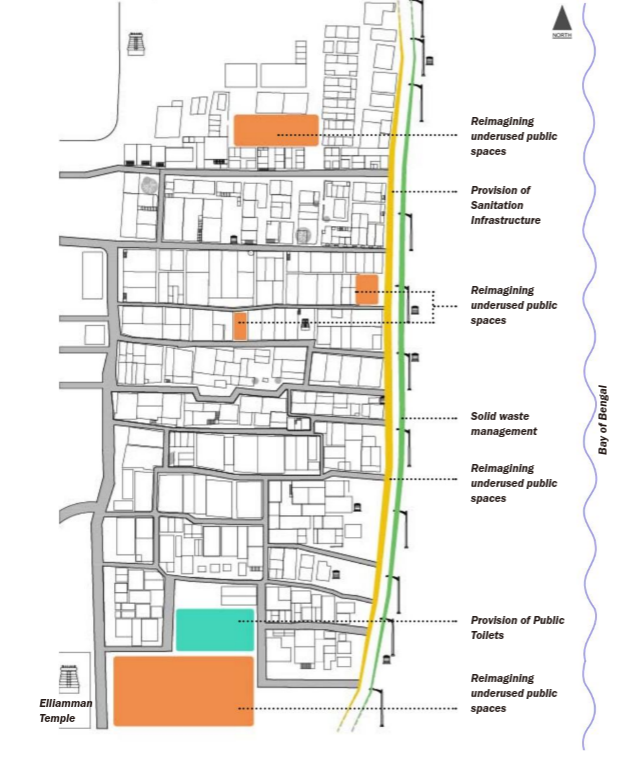 NORTH
Reimagining
underused public
spaces
Provision of
Sanitation
Infrastructure
Reimagining
underused public
spaces
Bay of Bengal
Solid waste
management
Reimagining
underused public
spaces
Provision of Public
Toilets
Reimagining
underused public
spaces
Elliamman
Temple